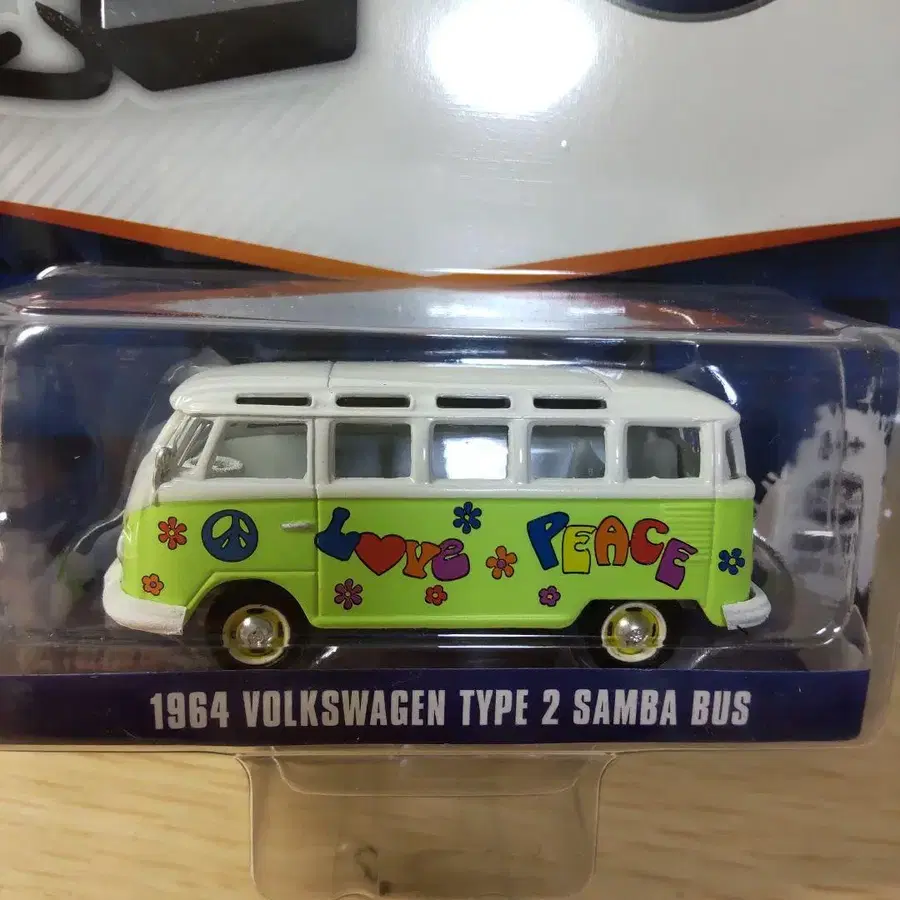 LOVE PEACE
1964 VOLKSWAGEN TYPE 2 SAMBA BUS